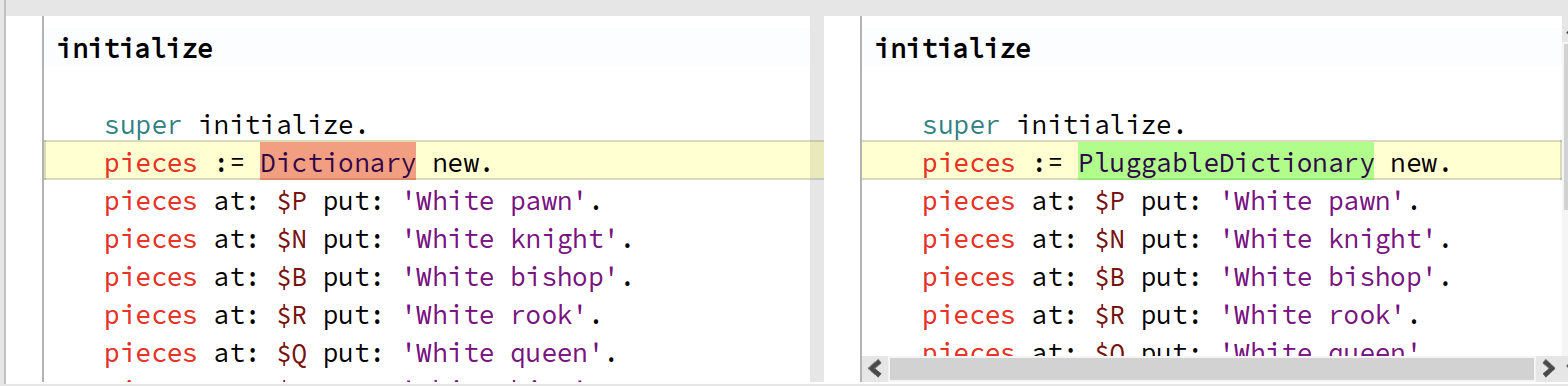 initialize
super initialize.
pieces := Dictionary new.
pieces at: $P put: 'White pawn'.
pieces at: $N put: 'White knight'.
pieces at: $B put: 'White bishop'.
pieces at: $R put: 'White rook'.
pieces at: $Q put: 'White queen'.
initialize
super initialize.
pieces := PluggableDictionary new.
pieces at: $P put: 'White pawn'.
pieces at: $N put: 'White knight'.
pieces at: $B put: 'White bishop'.
pieces at: $R put: 'White rook'.
pieces at: $Q put: 'White queen'.